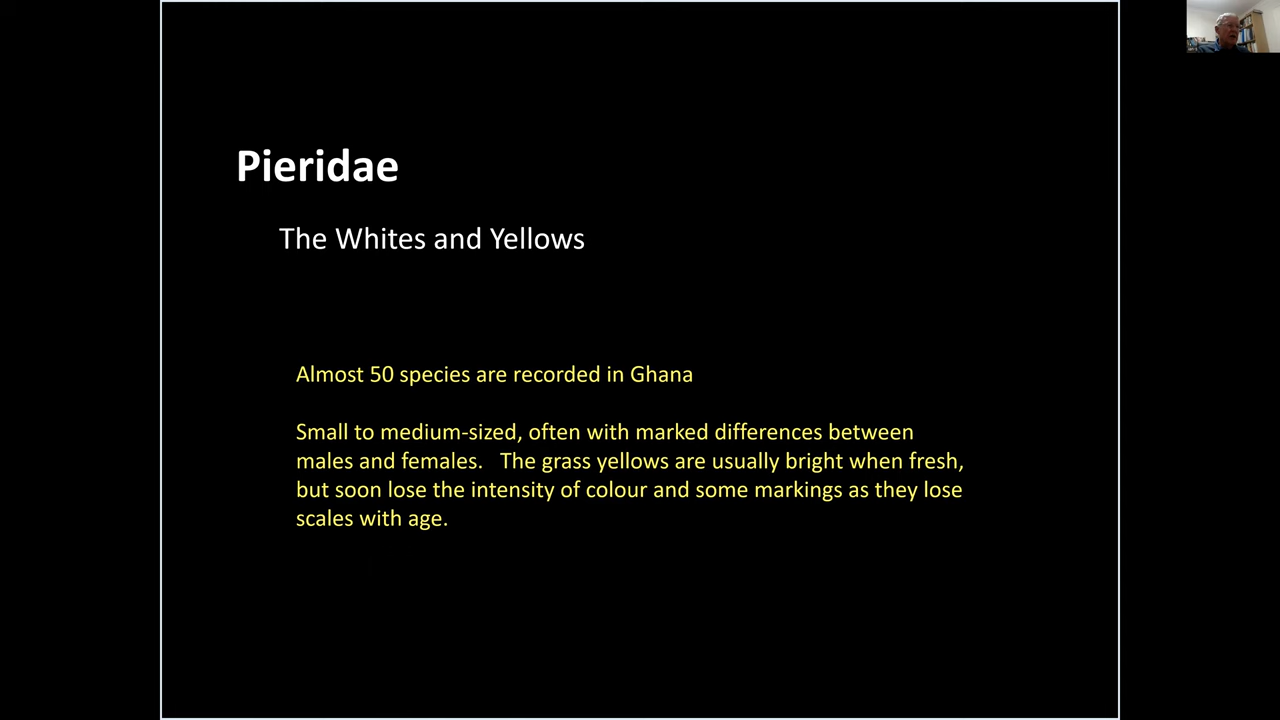 Pieridae
The Whites and Yellows
Almost 50 species are recorded in Ghana
Small to medium-sized, often with marked differences between
males and females.   The grass yellows are usually bright when fresh,
but soon lose the intensity of colour and some markings as they lose
scales with age.